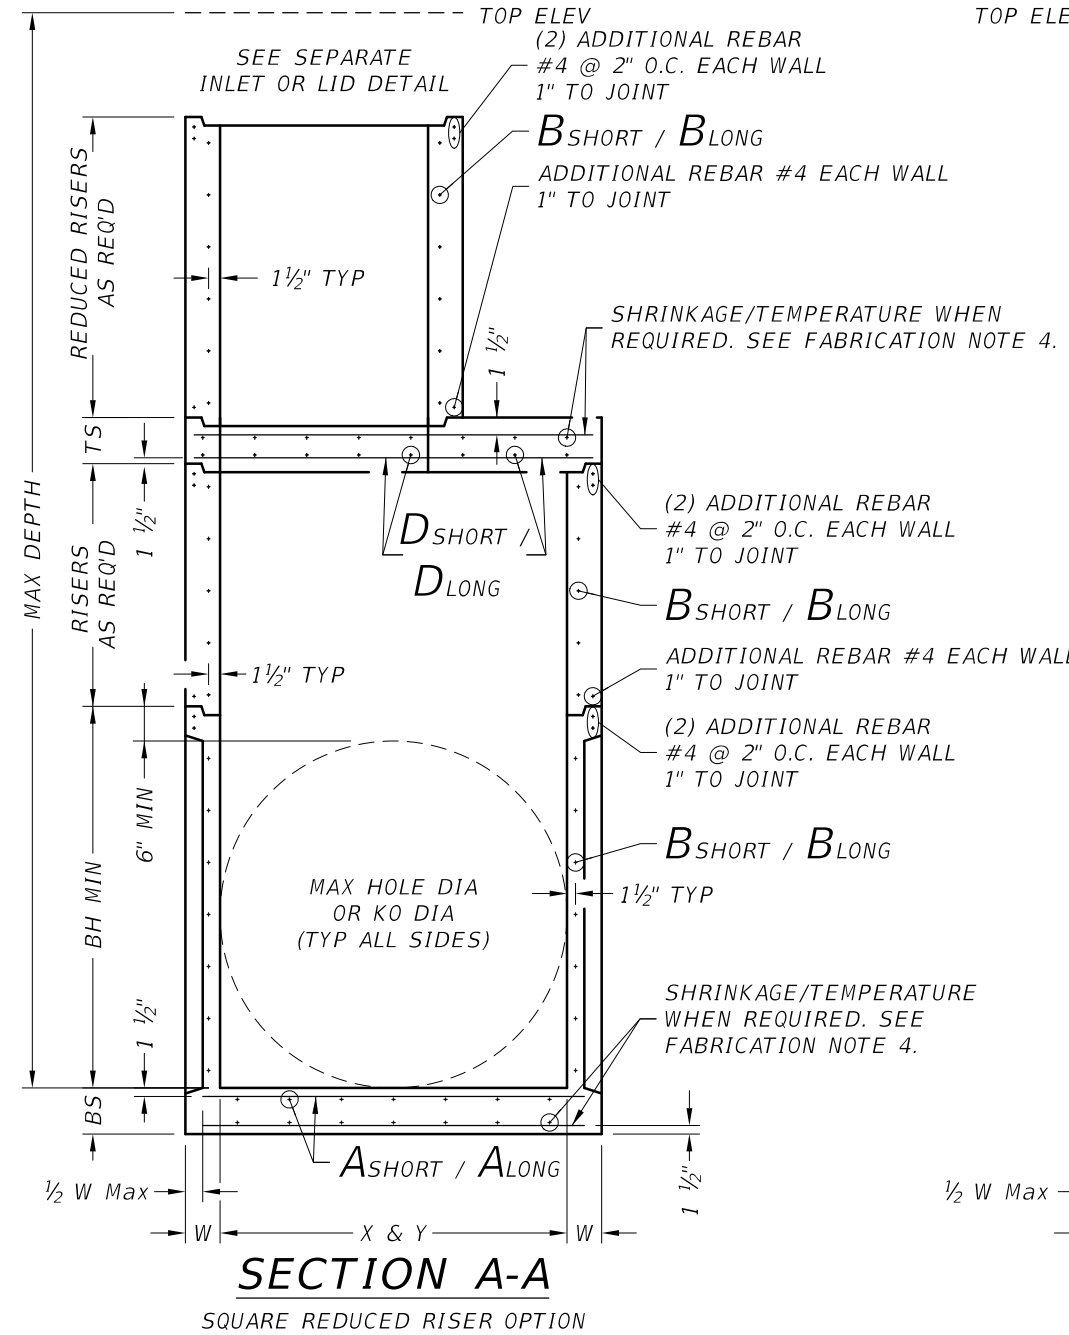 TOP ELEV
TOP ELE
(2) ADDITIONAL REBAR
#4 @ 2" O.C. EACH WALL
1" TO JOINT
SEE SEPARATE
INLET OR LID DETAIL
BSHORT / BLONG
ADDITIONAL REBAR #4 EACH WALL
1" TO JOINT
REDUCED RISERS
AS REQ'D
1½" TYP
1 ½"
SHRINKAGE/TEMPERATURE WHEN
REQUIRED. SEE FABRICATION NOTE 4.
TS
MAX DEPTH
RISERS
AS REQ'D
1 ½"
DSHORT /
DLONG
(2) ADDITIONAL REBAR
#4 @ 2" O.C. EACH WALL
1" TO JOINT
BSHORT / BLONG
1½" TYP
ADDITIONAL REBAR #4 EACH WALL
1" TO JOINT
(2) ADDITIONAL REBAR
#4 @ 2" O.C. EACH WALL
1" TO JOINT
6" MIN
BH MIN
BSHORT / BLONG
MAX HOLE DIA
OR KO DIA
(TYP ALL SIDES)
1½" TYP
1 ½"
SHRINKAGE/TEMPERATURE
WHEN REQUIRED. SEE
FABRICATION NOTE 4.
BS
ASHORT / ALONG
1 ½"
½ W Max
½ W Max
W
X & Y
W
SECTION A-A
SQUARE REDUCED RISER OPTION